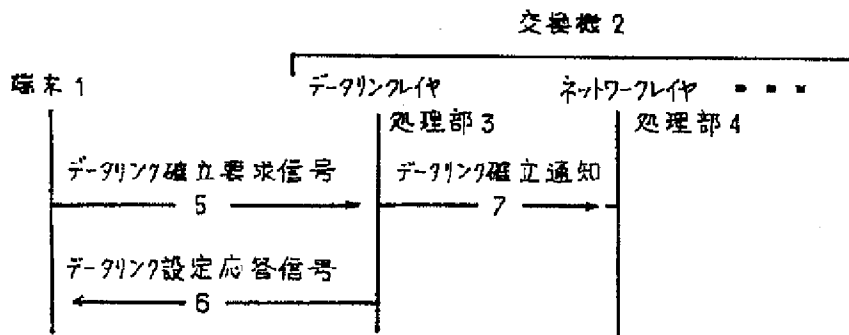 交換機2
端末1
データリンクレイヤ
処理部3
ネットワークレイヤ
処理部4
データリンク確立要求信号
5
データリンク確立通知
7
データリンク設定応答信号
6